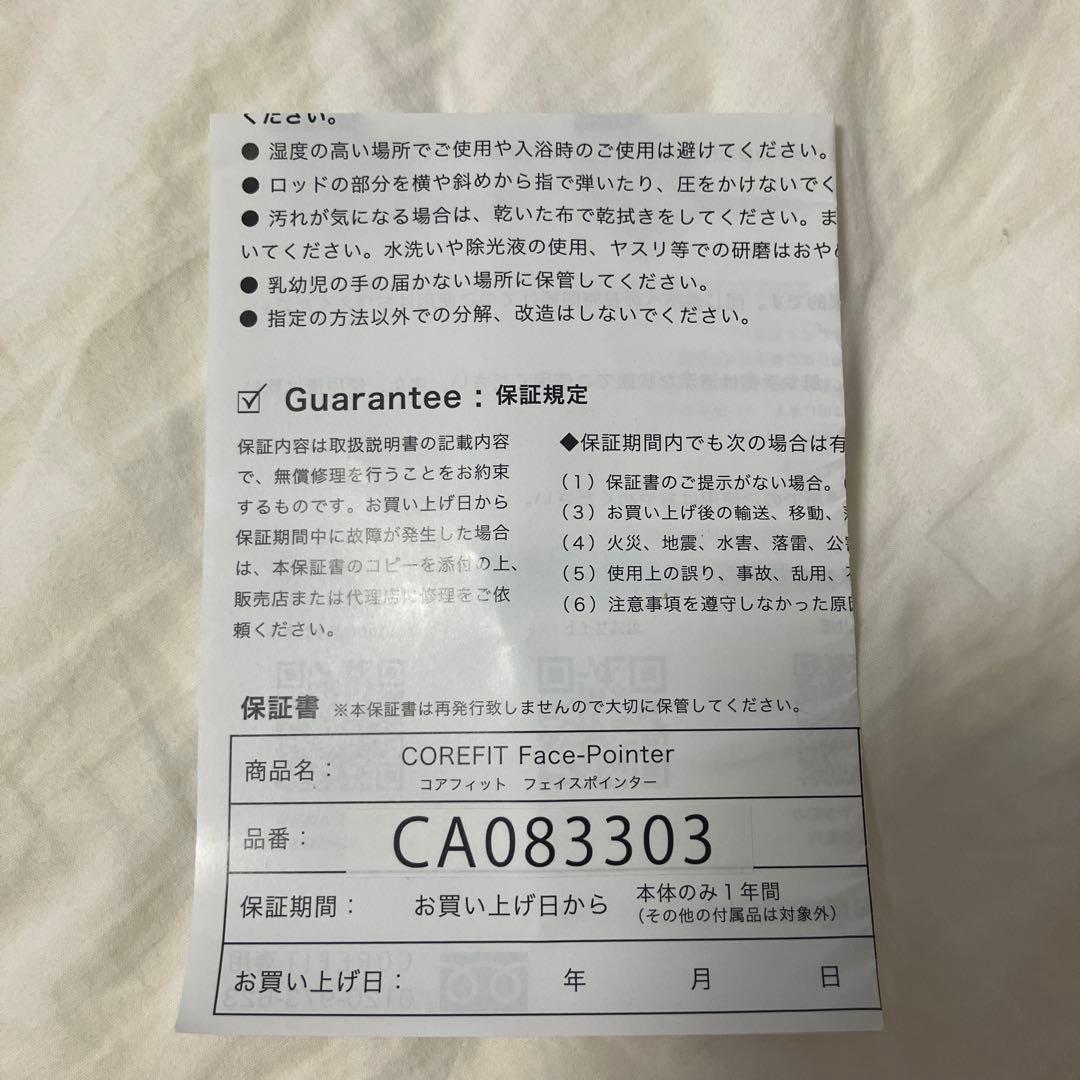 ください。
● 湿度の高い場所でご使用や入浴時のご使用は避けてください。
● ロッドの部分を横や斜めから指で弾いたり、圧をかけないでく
● 汚れが気になる場合は、乾いた布で乾拭きをしてください。ま
いてください。水洗いや除光液の使用、ヤスリ等での研磨はおやめ
● 乳幼児の手の届かない場所に保管してください。
● 指定の方法以外での分解、改造はしないでください。
Guarantee : 保証規定
保証内容は取扱説明書の記載内容
で、無償修理を行うことをお約束
するものです。お買い上げ日から
保証期間中に故障が発生した場合
は、本保証書のコピーを添付の上、
販売店または代理店に修理をご依
頼ください。
◆保証期間内でも次の場合は有
（1）保証書のご提示がない場合。
（3）お買い上げ後の輸送、移動、
（4）火災、地震、水害、落雷、公害
（5）使用上の誤り、事故、乱用、
（6）注意事項を遵守しなかった原因
保証書 ※本保証書は再発行致しませんので大切に保管してください。
商品名： COREFIT Face-Pointer
コアフィット フェイスポインター
品番： CA083303
保証期間： お買い上げ日から 本体のみ1年間
（その他の付属品は対象外）
お買い上げ日： 年 月 日